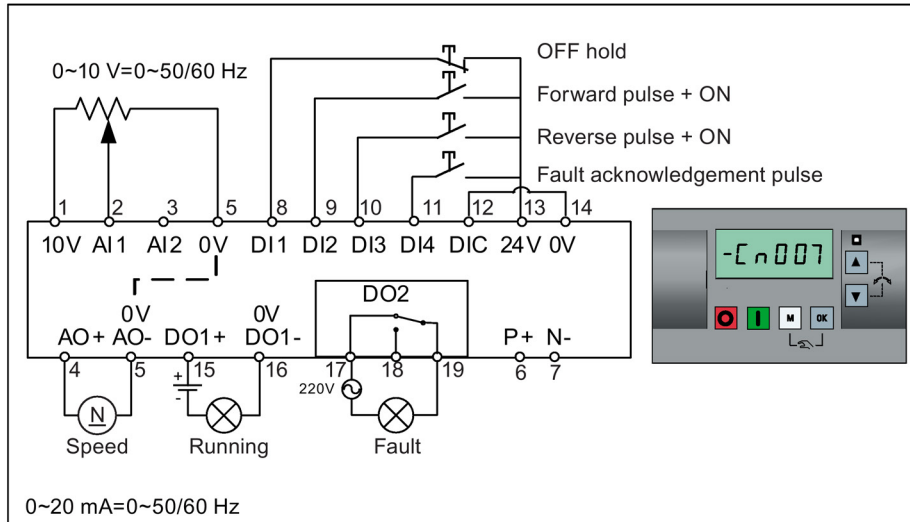 OFF hold
0~10 V=0~50/60 Hz
Forward pulse + ON
Reverse pulse + ON
Fault acknowledgement pulse
1 2 3 5 8 9 10 11 12 13 14
10V AI1 AI2 0V DI1 DI2 DI3 DI4 DIC 24V 0V
-Cn007
DO2
0V 0V
AO+ AO- DO1+ DO1- P+ N-
M OK
4 5 15 16 17 18 19 6 7
220V
+
-
N
Speed Running Fault
0~20 mA=0~50/60 Hz